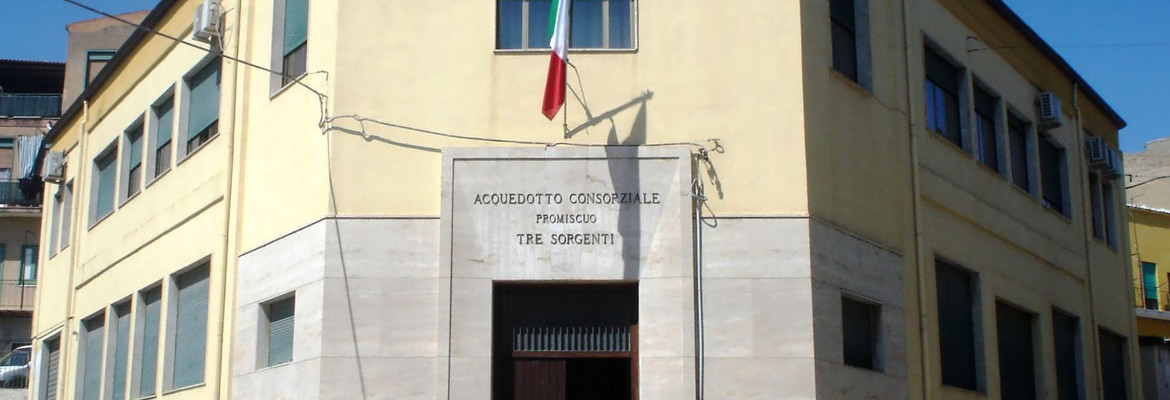 ACQUEDOTTO CONSORZIALE
PROMISCUO
TRE SORGENTI